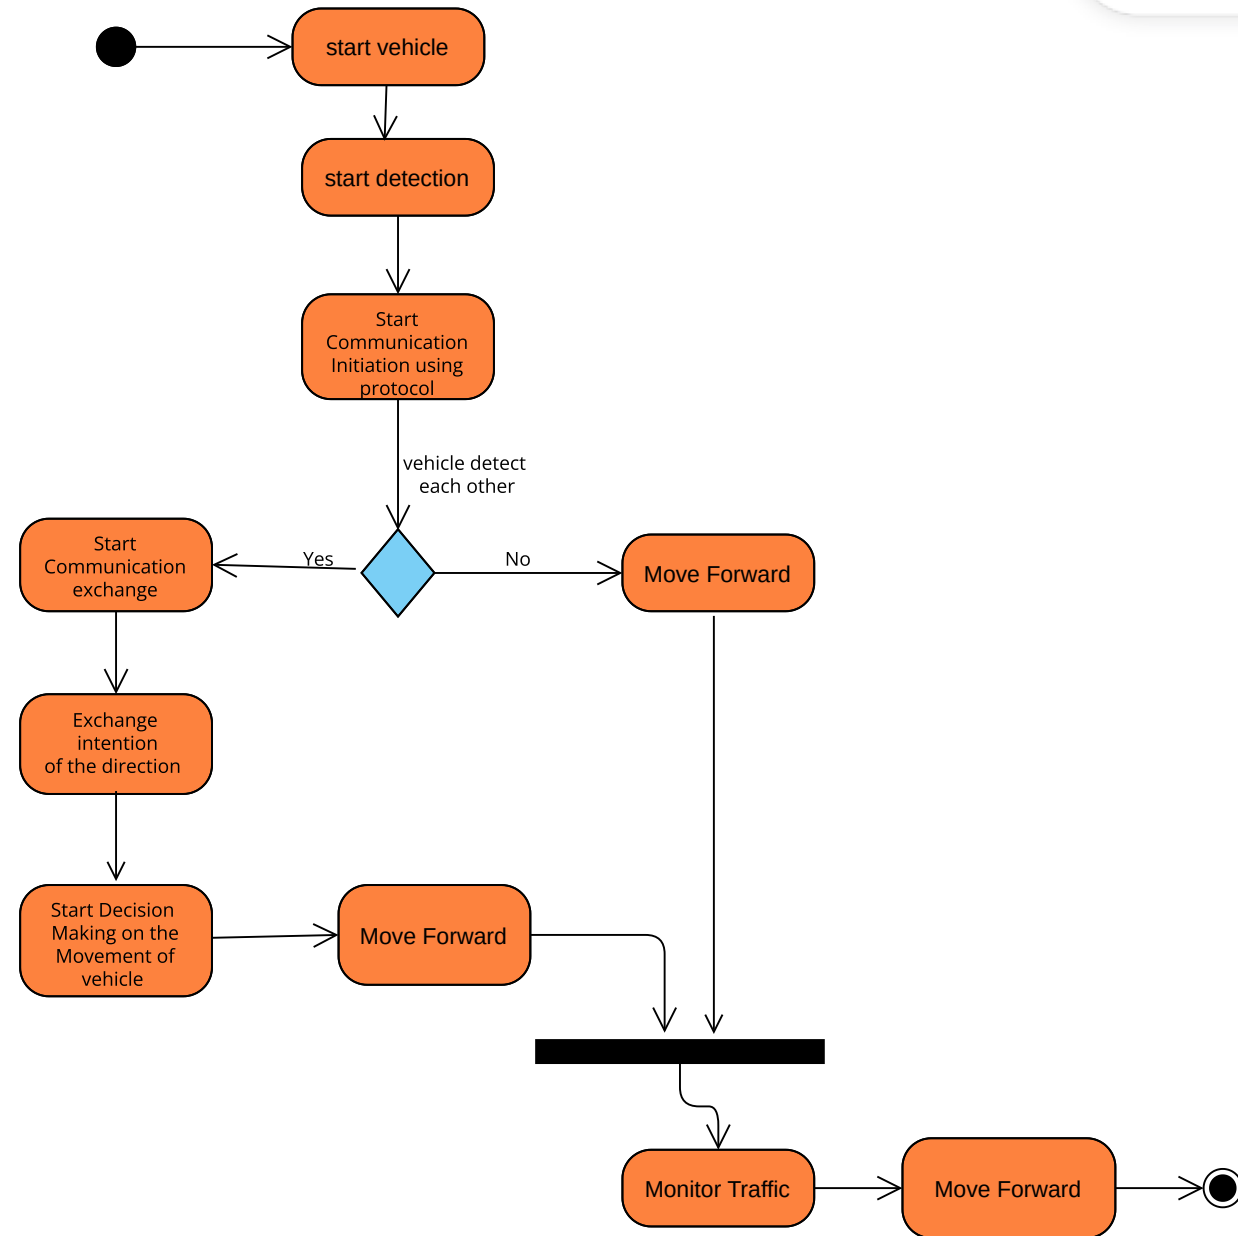 start vehicle
start detection
Start
Communication
Initiation using
protocol
vehicle detect
each other
Yes
No
Start
Communication
exchange
Move Forward
Exchange
intention
of the direction
Start Decision
Making on the
Movement of
vehicle
Move Forward
Monitor Traffic
Move Forward